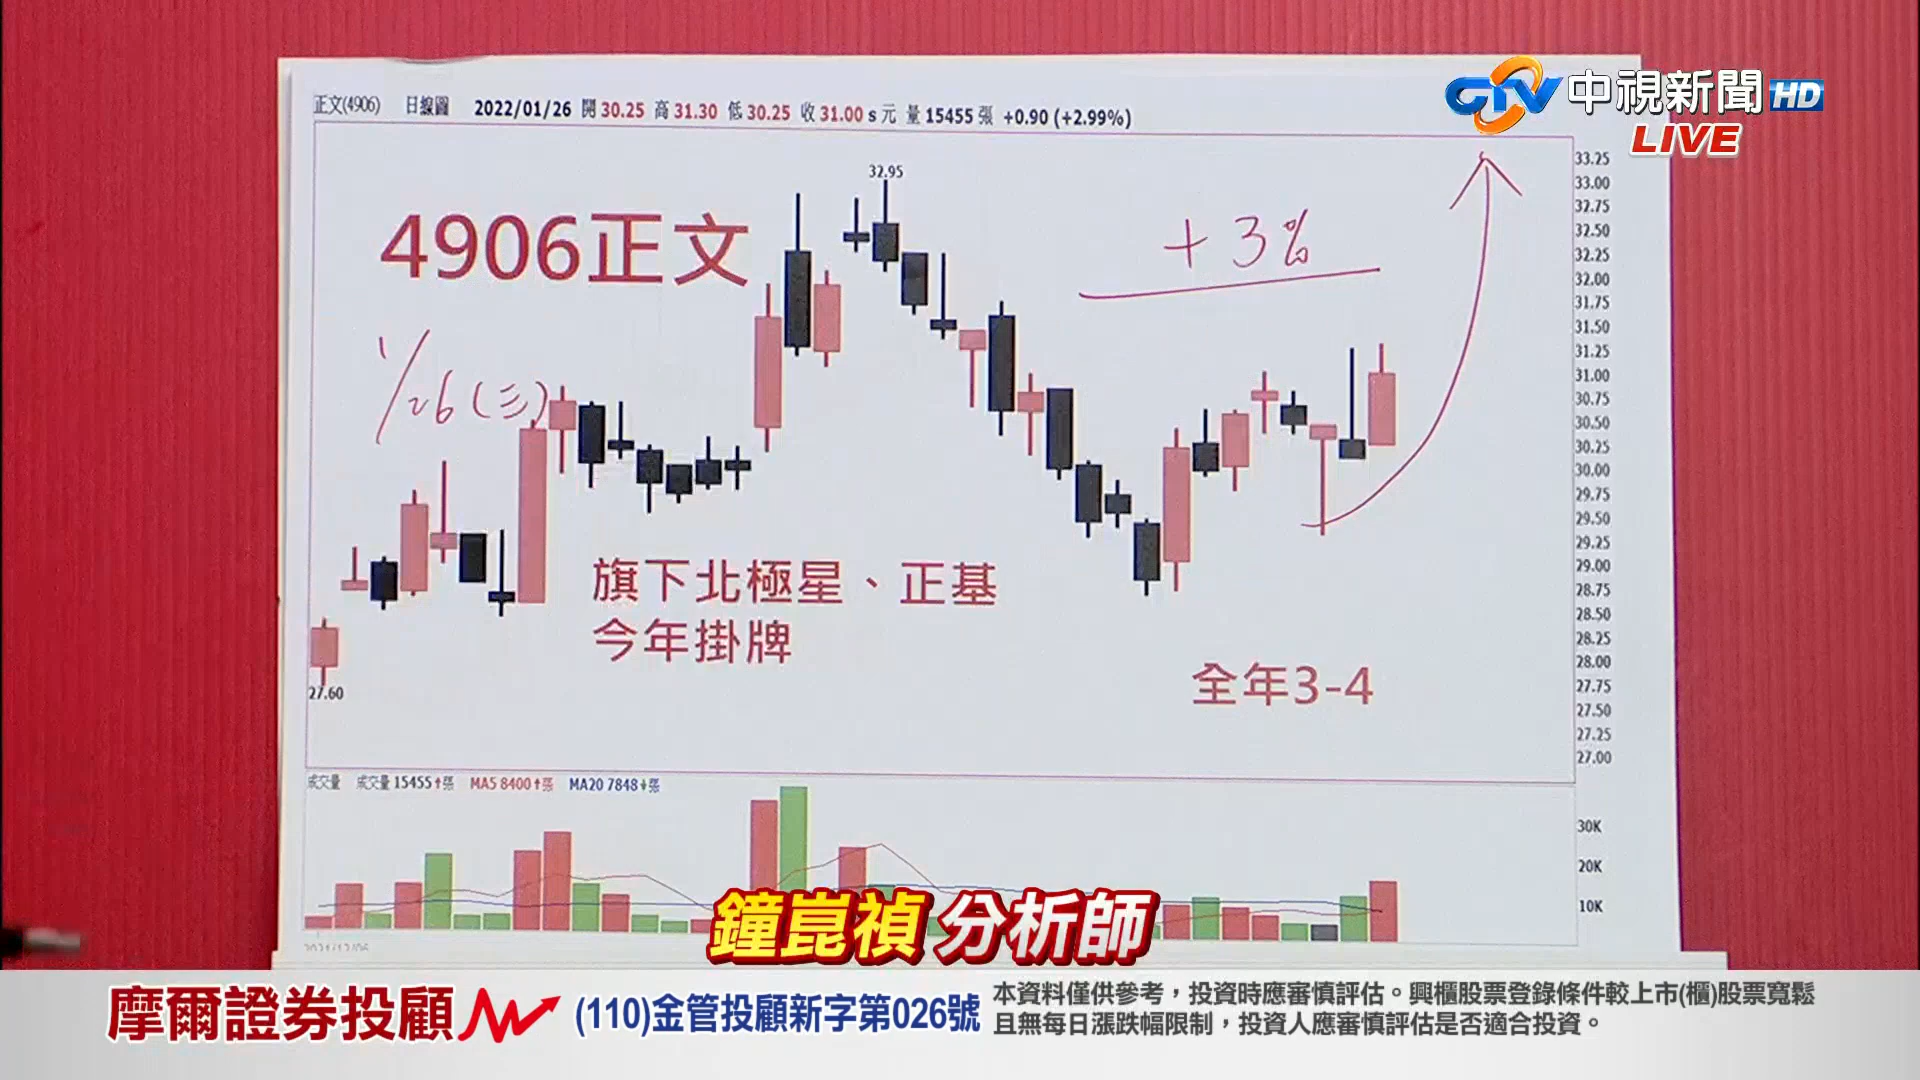 正文(4906) 日線圖 2022/01/26 開 30.25 高 31.30 低 30.25 收 31.00 s 元 量 15455 張 +0.90 (+2.99%)
CTV 中視新聞 HD
LIVE
33.25
33.00
32.75
32.50
32.25
32.00
31.75
31.50
31.25
31.00
30.75
30.50
30.25
30.00
29.75
29.50
29.25
29.00
28.75
28.50
28.25
28.00
27.75
27.50
27.25
27.00
32.95
4906正文
+3%
1/26(三)
旗下北極星、正基
今年掛牌
全年3-4
27.60
成交量 成交量 15455↑張 MA5 8400↑張 MA20 7848↓張
30K
20K
10K
鐘崑禎 分析師
摩爾證券投顧 (110)金管投顧新字第026號
本資料僅供參考，投資時應審慎評估。興櫃股票登錄條件較上市(櫃)股票寬鬆
且無每日漲跌幅限制，投資人應審慎評估是否適合投資。